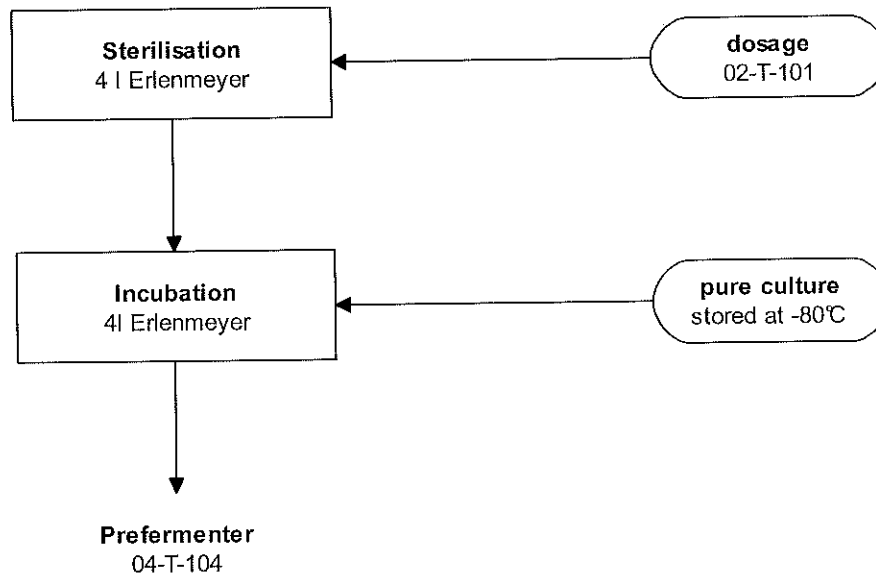 Sterilisation
4 l Erlenmeyer
dosage
02-T-101
Incubation
4l Erlenmeyer
pure culture
stored at -80°C
Prefermenter
04-T-104